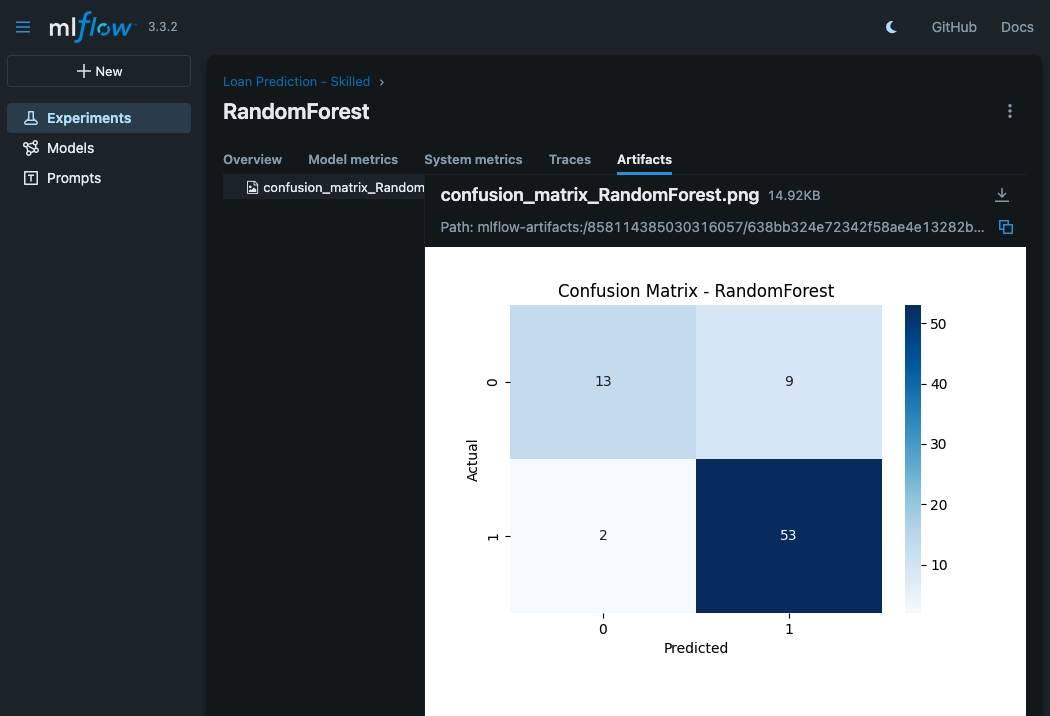 mlflow 3.3.2
GitHub Docs
+ New
Experiments
Models
Prompts
Loan Prediction - Skilled ›
RandomForest
Overview Model metrics System metrics Traces Artifacts
confusion_matrix_Random
confusion_matrix_RandomForest.png 14.92KB
Path: mlflow-artifacts:/858114385030316057/638bb324e72342f58ae4e13282b...
Confusion Matrix - RandomForest
Actual
0
1
13 9
2 53
0 1
Predicted
50
40
30
20
10